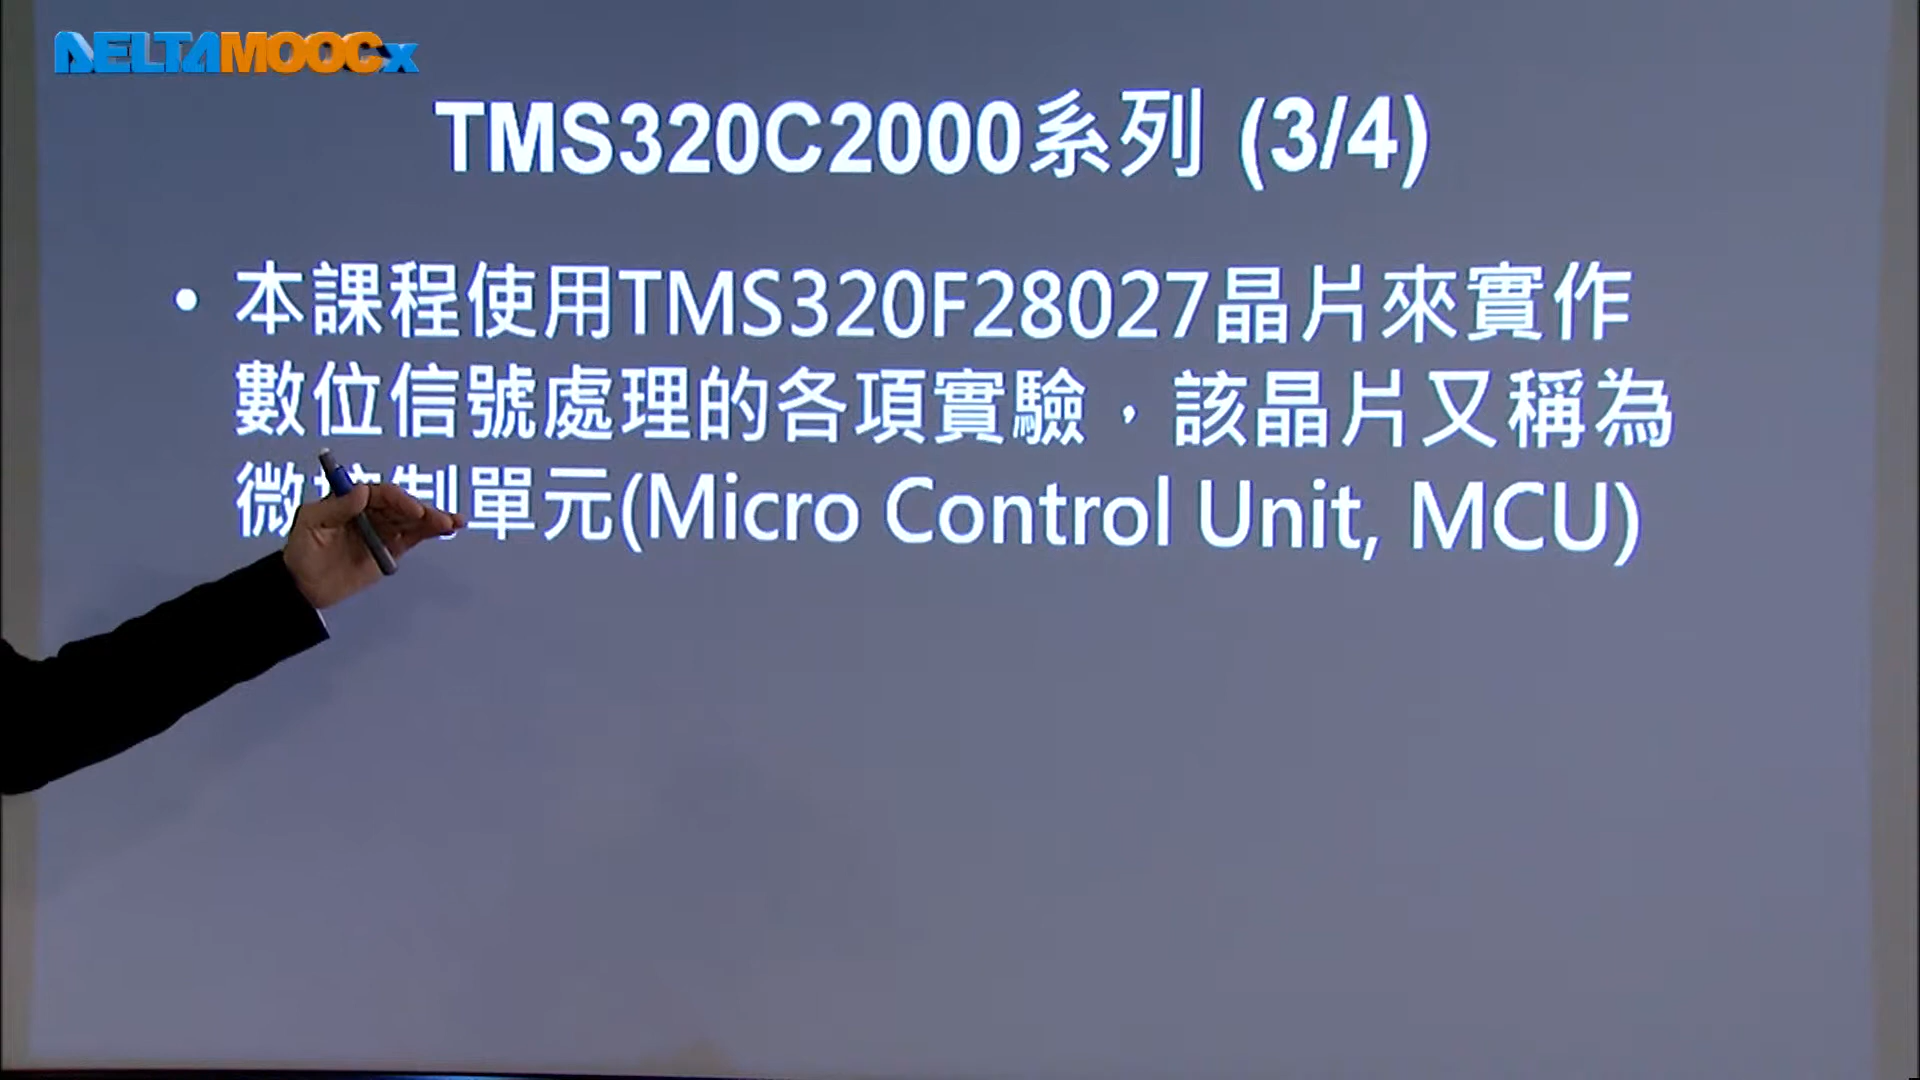 DELTAMOOCx
TMS320C2000系列 (3/4)
• 本課程使用TMS320F28027晶片來實作
數位信號處理的各項實驗，該晶片又稱為
微控制單元(Micro Control Unit, MCU)